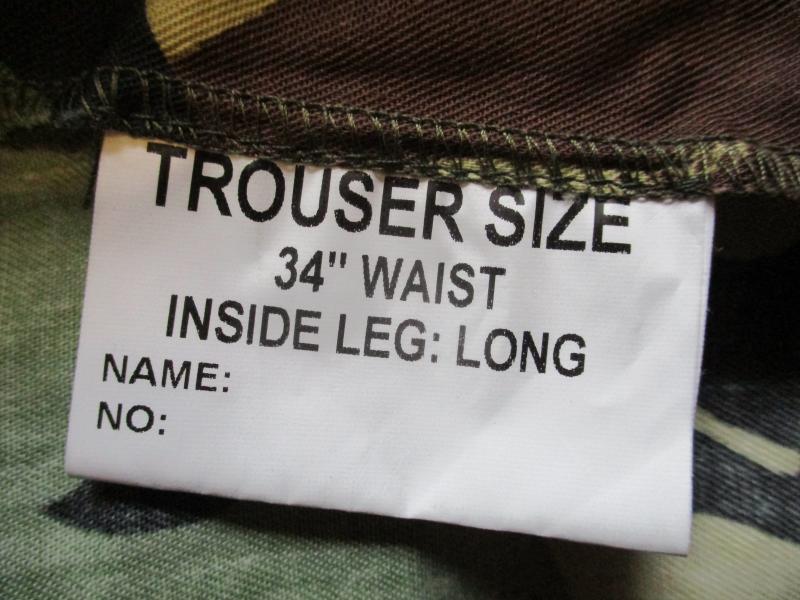 TROUSER SIZE
34" WAIST
INSIDE LEG: LONG
NAME:
NO: